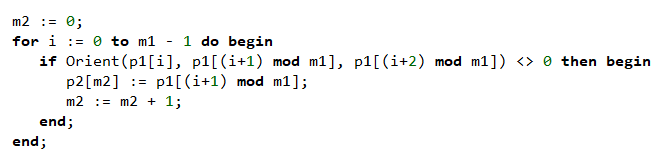 m2 := 0;
for i := 0 to m1 - 1 do begin
if Orient(p1[i], p1[(i+1) mod m1], p1[(i+2) mod m1]) <> 0 then begin
p2[m2] := p1[(i+1) mod m1];
m2 := m2 + 1;
end;
end;